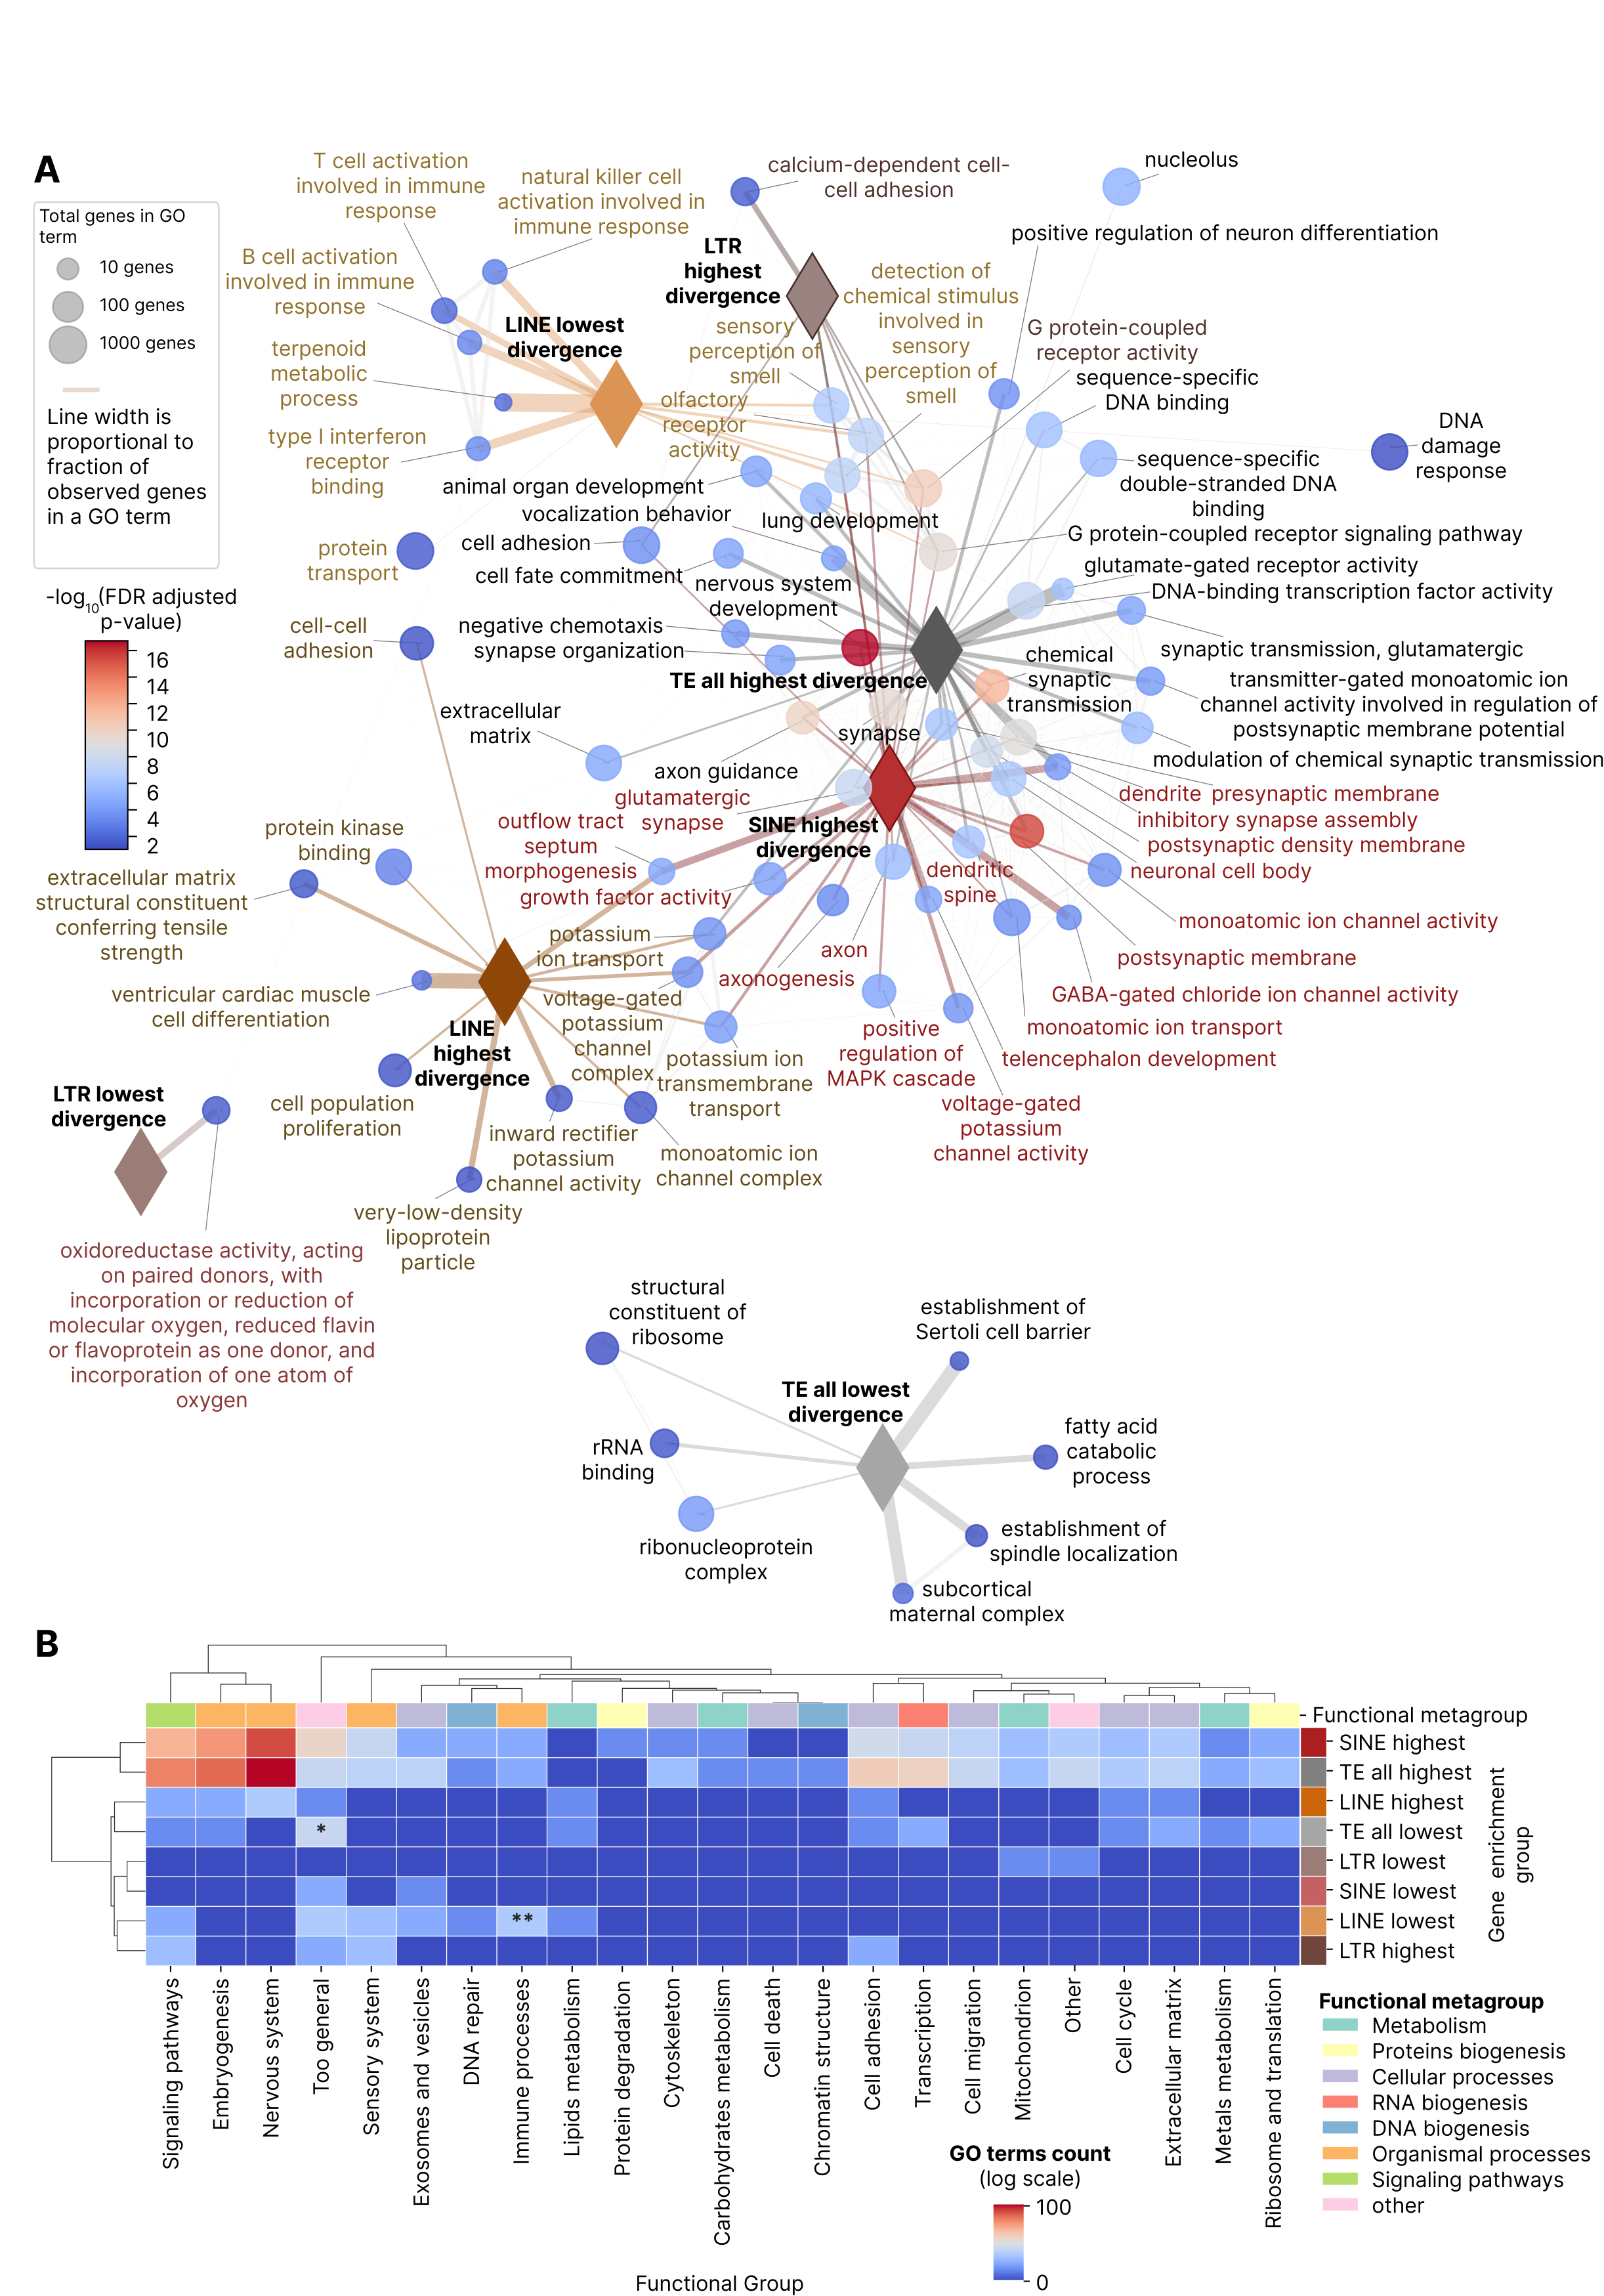 A
Total genes in GO
term
10 genes
100 genes
1000 genes
Line width is
proportional to
fraction of
observed genes
in a GO term
-log10(FDR adjusted
p-value)
16
14
12
10
8
6
4
2
T cell activation
involved in immune
response
natural killer cell
activation involved in
immune response
B cell activation
involved in immune
response
terpenoid
metabolic
process
type I interferon
receptor
binding
LINE lowest
divergence
calcium-dependent cell-
cell adhesion
LTR
highest
divergence
nucleolus
positive regulation of neuron differentiation
detection of
chemical stimulus
involved in
sensory
perception of
smell
sensory
perception of
smell
olfactory
receptor
activity
G protein-coupled
receptor activity
sequence-specific
DNA binding
DNA
damage
response
sequence-specific
double-stranded DNA
binding
animal organ development
vocalization behavior
lung development
G protein-coupled receptor signaling pathway
protein
transport
cell adhesion
cell fate commitment
glutamate-gated receptor activity
DNA-binding transcription factor activity
nervous system
development
cell-cell
adhesion
negative chemotaxis
synapse organization
synaptic transmission, glutamatergic
TE all highest divergence
chemical
synaptic
transmission
transmitter-gated monoatomic ion
channel activity involved in regulation of
postsynaptic membrane potential
extracellular
matrix
synapse
modulation of chemical synaptic transmission
axon guidance
glutamatergic
synapse
dendrite
presynaptic membrane
inhibitory synapse assembly
postsynaptic density membrane
neuronal cell body
SINE highest
divergence
outflow tract
septum
morphogenesis
growth factor activity
dendritic
spine
protein kinase
binding
extracellular matrix
structural constituent
conferring tensile
strength
monoatomic ion channel activity
potassium
ion transport
axon
axonogenesis
postsynaptic membrane
ventricular cardiac muscle
cell differentiation
voltage-gated
potassium
channel
complex
GABA-gated chloride ion channel activity
LINE
highest
divergence
positive
regulation of
MAPK cascade
monoatomic ion transport
telencephalon development
potassium ion
transmembrane
transport
LTR lowest
divergence
cell population
proliferation
voltage-gated
potassium
channel activity
inward rectifier
potassium
channel activity
monoatomic ion
channel complex
very-low-density
lipoprotein
particle
oxidoreductase activity, acting
on paired donors, with
incorporation or reduction of
molecular oxygen, reduced flavin
or flavoprotein as one donor, and
incorporation of one atom of
oxygen
structural
constituent of
ribosome
establishment of
Sertoli cell barrier
TE all lowest
divergence
rRNA
binding
fatty acid
catabolic
process
ribonucleoprotein
complex
establishment of
spindle localization
subcortical
maternal complex
B
Functional metagroup
SINE highest
TE all highest
LINE highest
TE all lowest
LTR lowest
SINE lowest
LINE lowest
LTR highest
*
**
Gene enrichment
group
Signaling pathways
Embryogenesis
Nervous system
Too general
Sensory system
Exosomes and vesicles
DNA repair
Immune processes
Lipids metabolism
Protein degradation
Cytoskeleton
Carbohydrates metabolism
Cell death
Chromatin structure
Cell adhesion
Transcription
Cell migration
Mitochondrion
Other
Cell cycle
Extracellular matrix
Metals metabolism
Ribosome and translation
Functional Group
GO terms count
(log scale)
100
0
Functional metagroup
Metabolism
Proteins biogenesis
Cellular processes
RNA biogenesis
DNA biogenesis
Organismal processes
Signaling pathways
other